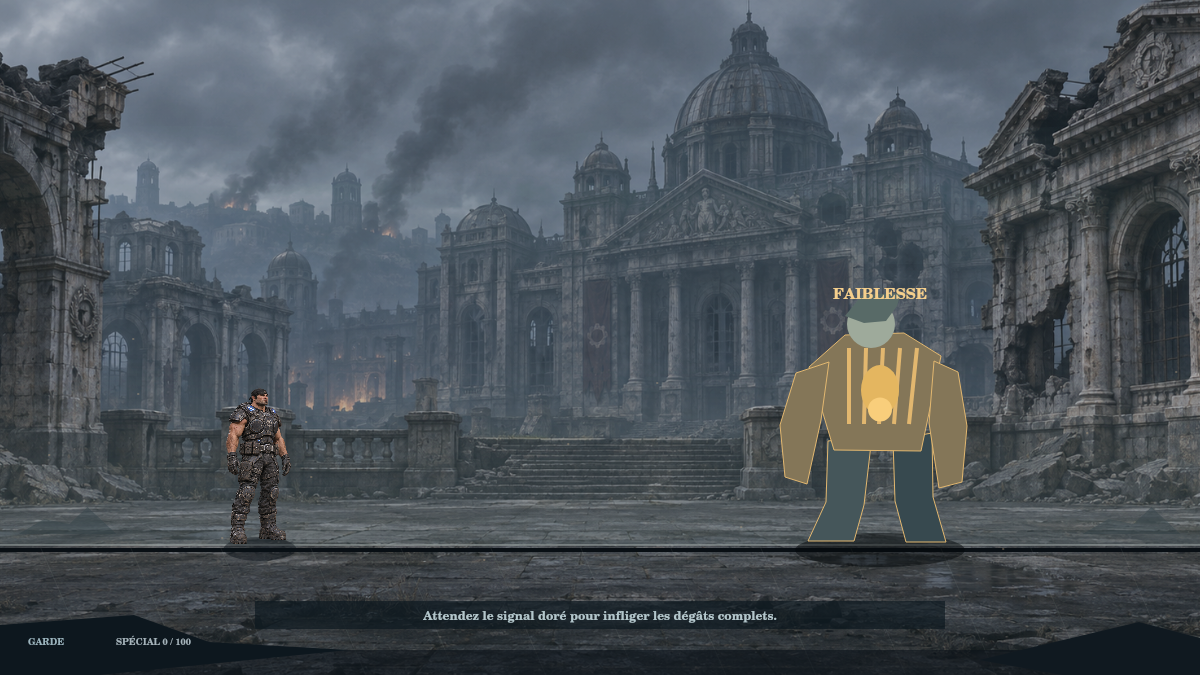 FAIBLESSE
Attendez le signal doré pour infliger les dégâts complets.
GARDE SPÉCIAL 0 / 100